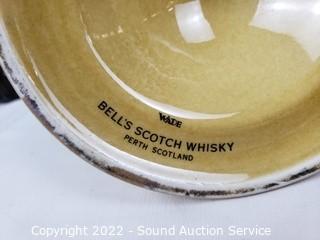 WADE
BELL'S SCOTCH WHISKY
PERTH SCOTLAND
Copyright 2022 - Sound Auction Service